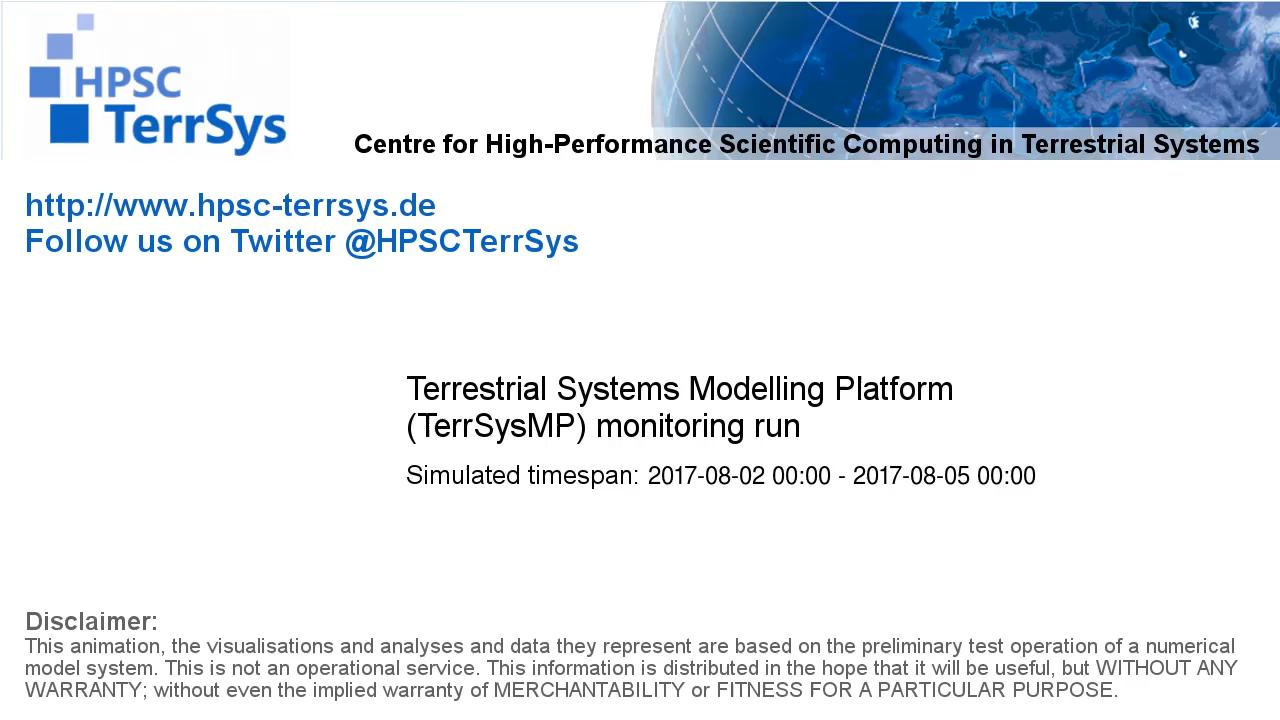 HPSC
TerrSys
Centre for High-Performance Scientific Computing in Terrestrial Systems
http://www.hpsc-terrsys.de
Follow us on Twitter @HPSCTerrSys
Terrestrial Systems Modelling Platform
(TerrSysMP) monitoring run
Simulated timespan: 2017-08-02 00:00 - 2017-08-05 00:00
Disclaimer:
This animation, the visualisations and analyses and data they represent are based on the preliminary test operation of a numerical
model system. This is not an operational service. This information is distributed in the hope that it will be useful, but WITHOUT ANY
WARRANTY; without even the implied warranty of MERCHANTABILITY or FITNESS FOR A PARTICULAR PURPOSE.